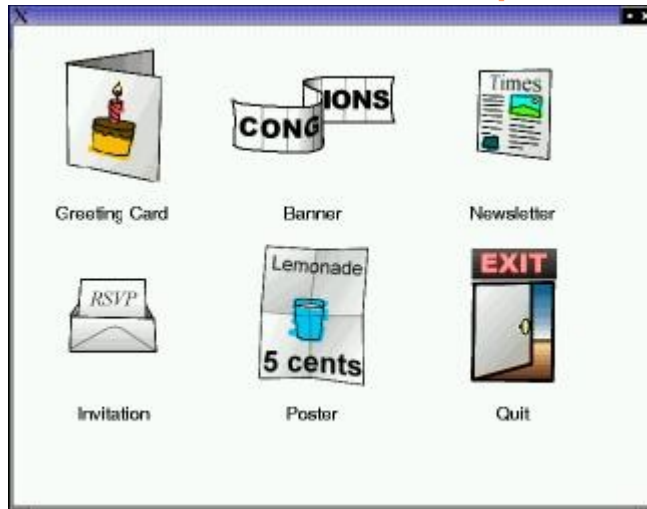 X
CONG
IONS
Times
Greeting Card
Banner
Newsletter
RSVP
Lemonade
5 cents
EXIT
Invitation
Poster
Quit